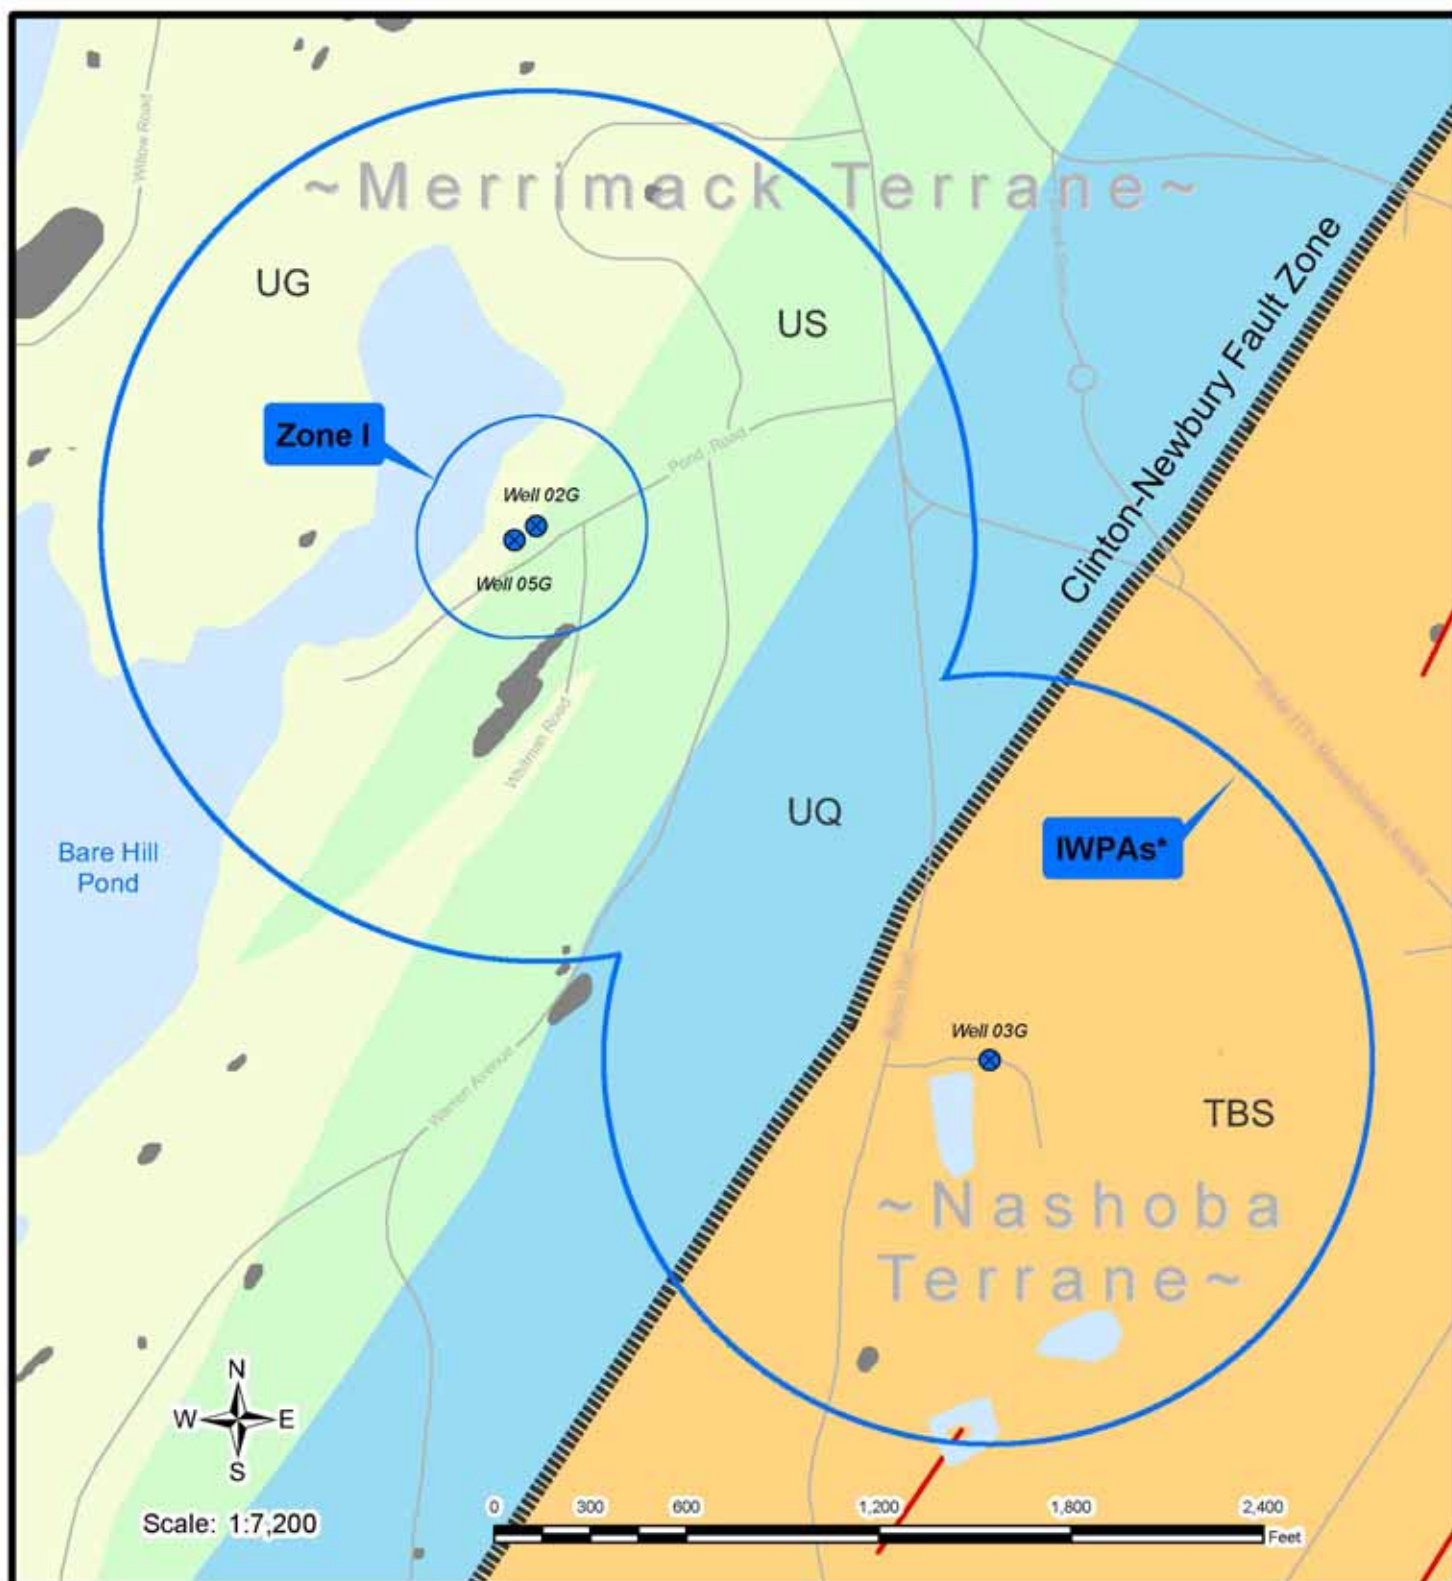 Willow Road
~Merrimack Terrane~
UG
US
Clinton-Newbury Fault Zone
Zone I
Pond Road
Well 02G
Well 05G
Whitman Road
UQ
IWPAs*
Bare Hill
Pond
Well 03G
Warren Avenue
TBS
~Nashoba
Terrane~
N
W E
S
Scale: 1:7,200
0 300 600 1,200 1,800 2,400
Feet